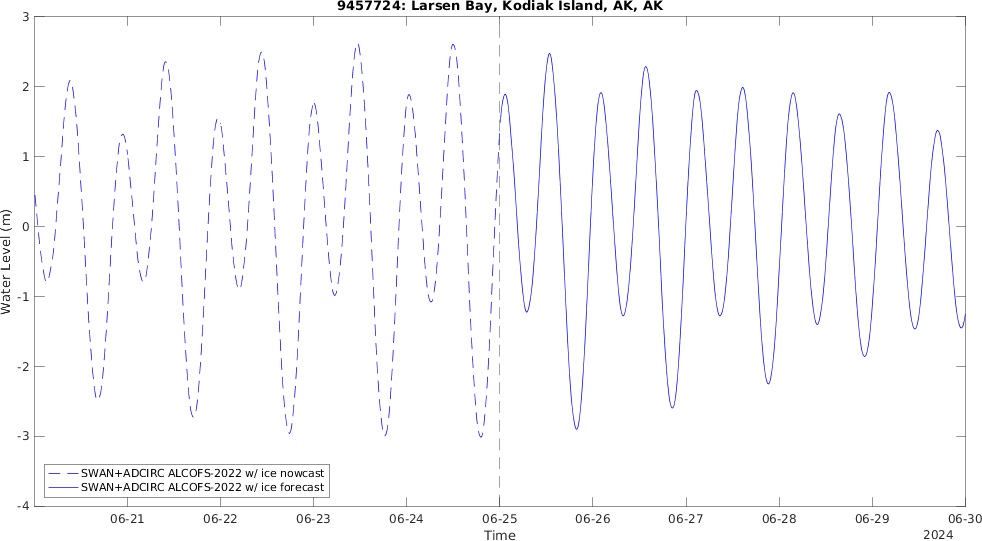 9457724: Larsen Bay, Kodiak Island, AK, AK
3
2
1
0
-1
-2
-3
-4
Water Level (m)
SWAN+ADCIRC ALCOFS-2022 w/ ice nowcast
SWAN+ADCIRC ALCOFS-2022 w/ ice forecast
06-21 06-22 06-23 06-24 06-25 06-26 06-27 06-28 06-29 06-30
Time
2024